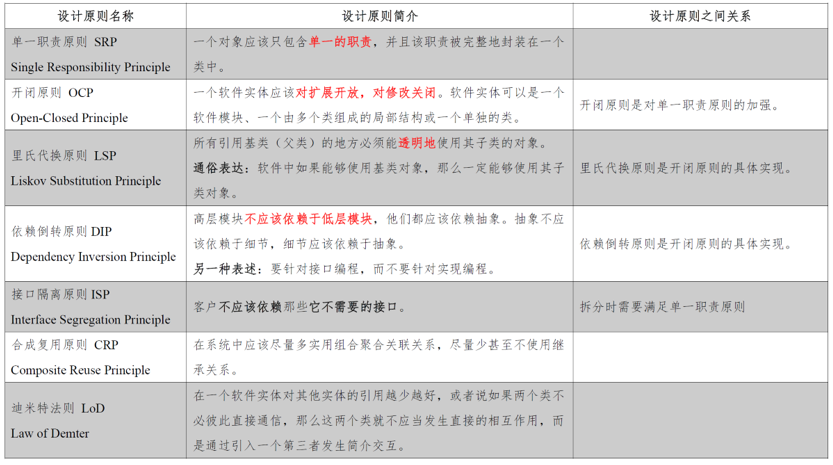 设计原则名称
设计原则简介
设计原则之间关系
单一职责原则 SRP
Single Responsibility Principle
一个对象应该只包含单一的职责，并且该职责被完整地封装在一个
类中。
开闭原则 OCP
Open-Closed Principle
一个软件实体应该对扩展开放，对修改关闭。软件实体可以是一个
软件模块、一个由多个类组成的局部结构或一个单独的类。
开闭原则是对单一职责原则的加强。
里氏代换原则 LSP
Liskov Substitution Principle
所有引用基类（父类）的地方必须能透明地使用其子类的对象。
通俗表达：软件中如果能够使用基类对象，那么一定能够使用其子
类对象。
里氏代换原则是开闭原则的具体实现。
依赖倒转原则 DIP
Dependency Inversion Principle
高层模块不应该依赖于低层模块，他们都应该依赖抽象。抽象不应
该依赖于细节，细节应该依赖于抽象。
另一种表述：要针对接口编程，而不要针对实现编程。
依赖倒转原则是开闭原则的具体实现。
接口隔离原则 ISP
Interface Segregation Principle
客户不应该依赖那些它不需要的接口。
拆分时需要满足单一职责原则
合成复用原则 CRP
Composite Reuse Principle
在系统中应该尽量多实用组合聚合关联关系，尽量少甚至不使用继
承关系。
迪米特法则 LoD
Law of Demter
在一个软件实体对其他实体的引用越少越好，或者说如果两个类不
必彼此直接通信，那么这两个类就不应当发生直接的相互作用，而
是通过引入一个第三者发生简介交互。